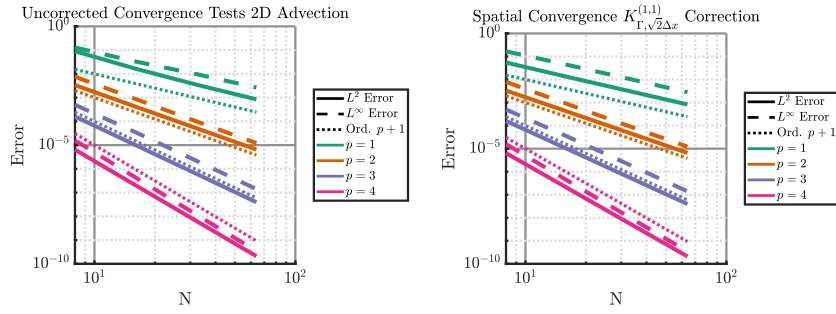 Uncorrected Convergence Tests 2D Advection
10^0
10^{-5}
10^{-10}
Error
10^1
10^2
N
L^2 Error
L^∞ Error
Ord. p + 1
p = 1
p = 2
p = 3
p = 4
Spatial Convergence K^{(1,1)}_{Γ,√2Δx} Correction
10^0
10^{-5}
10^{-10}
Error
10^1
10^2
N
L^2 Error
L^∞ Error
Ord. p + 1
p = 1
p = 2
p = 3
p = 4